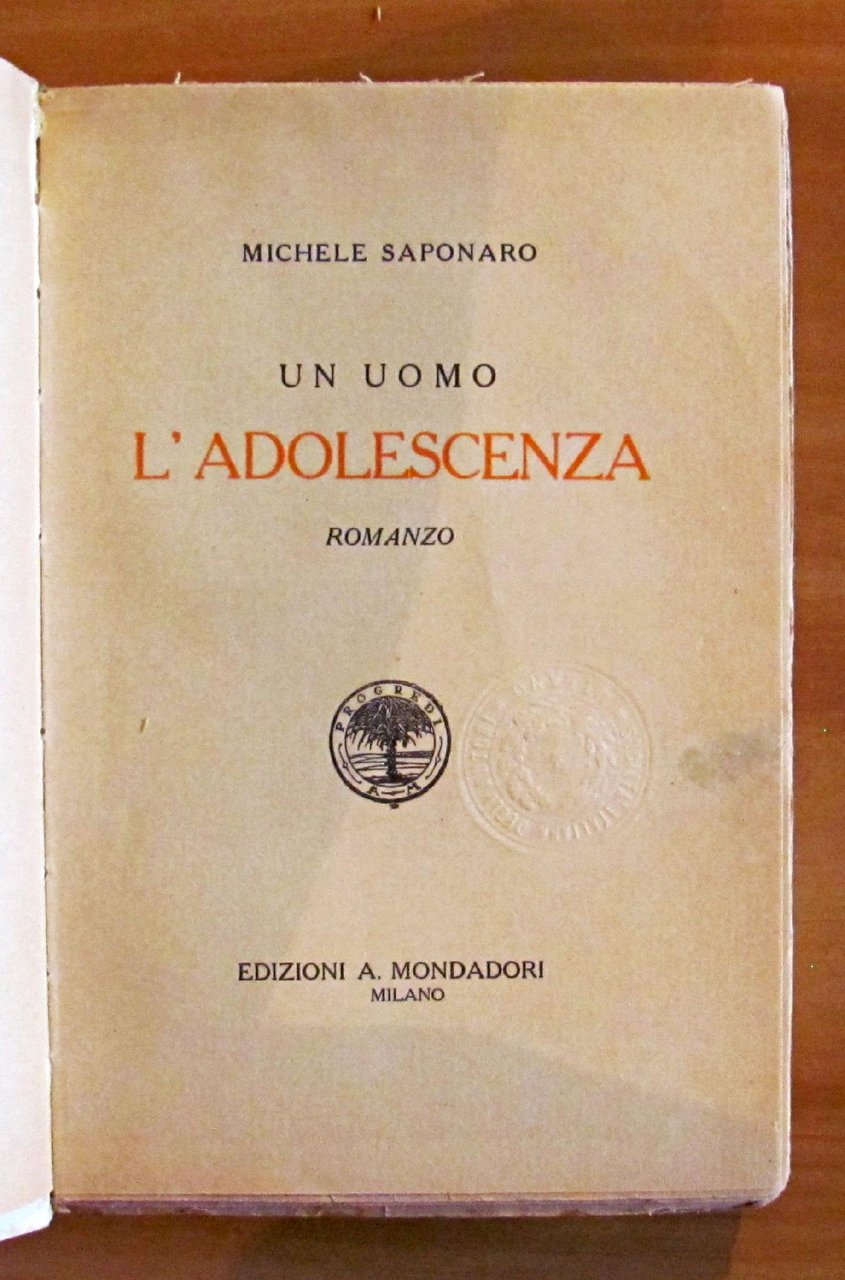 MICHELE SAPONARO
UN UOMO
L'ADOLESCENZA
ROMANZO
PROGREDI
A M
EDIZIONI A. MONDADORI
MILANO